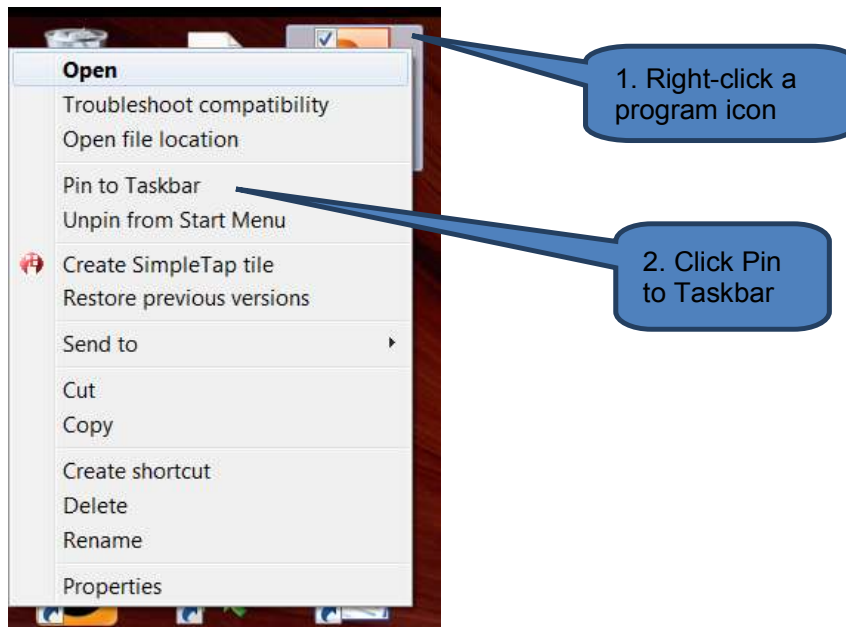 Open
Troubleshoot compatibility
Open file location
Pin to Taskbar
Unpin from Start Menu
Create SimpleTap tile
Restore previous versions
Send to
Cut
Copy
Create shortcut
Delete
Rename
Properties
1. Right-click a
program icon
2. Click Pin
to Taskbar